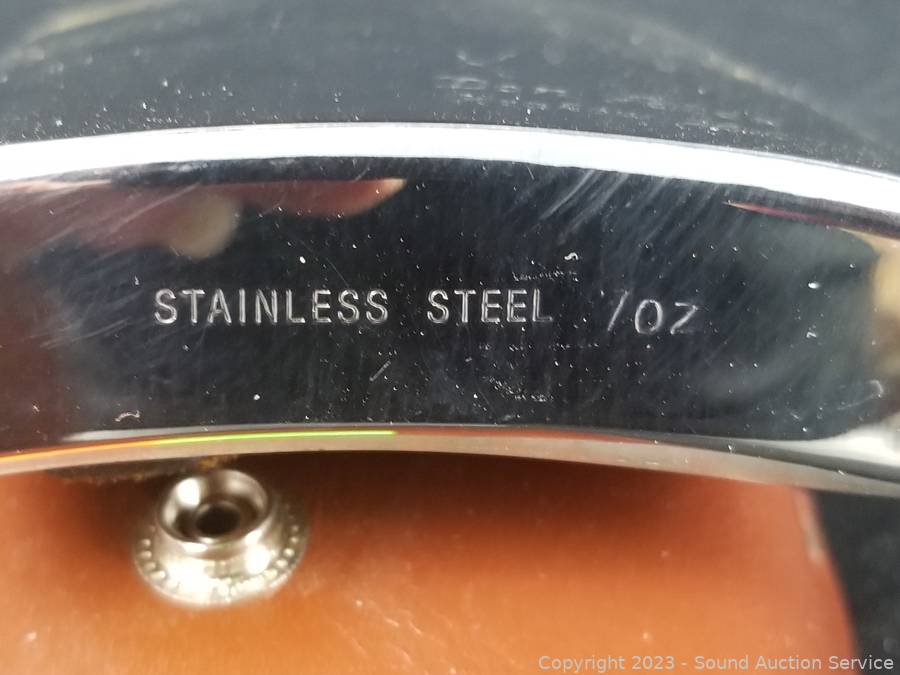 STAINLESS STEEL 7OZ
Copyright © 2023 - Sound Auction Service